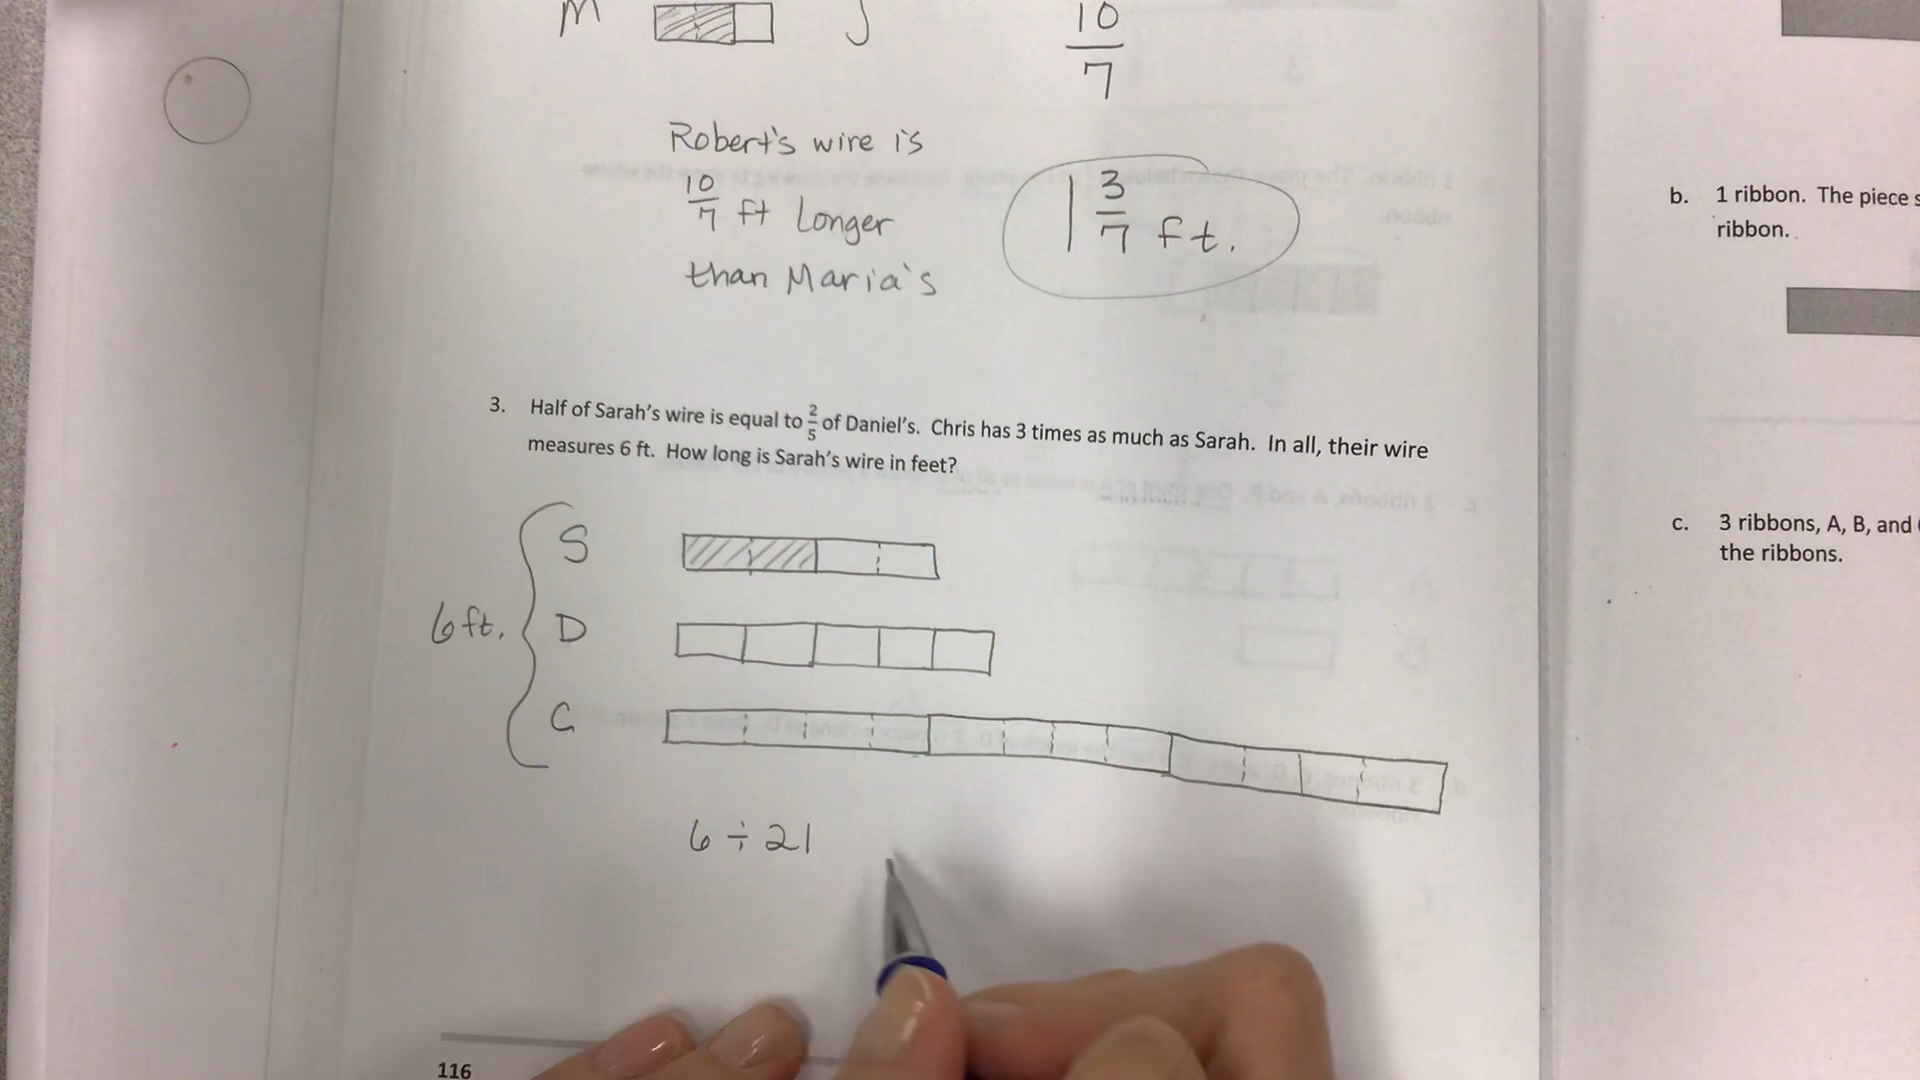 M J 10
7
Robert's wire is
10/7 ft Longer
than Maria's
1 3/7 ft.
3. Half of Sarah's wire is equal to 2/5 of Daniel's. Chris has 3 times as much as Sarah. In all, their wire
measures 6 ft. How long is Sarah's wire in feet?
6 ft.
S
D
C
6 ÷ 21
116
b. 1 ribbon. The piece s
ribbon.
c. 3 ribbons, A, B, and
the ribbons.